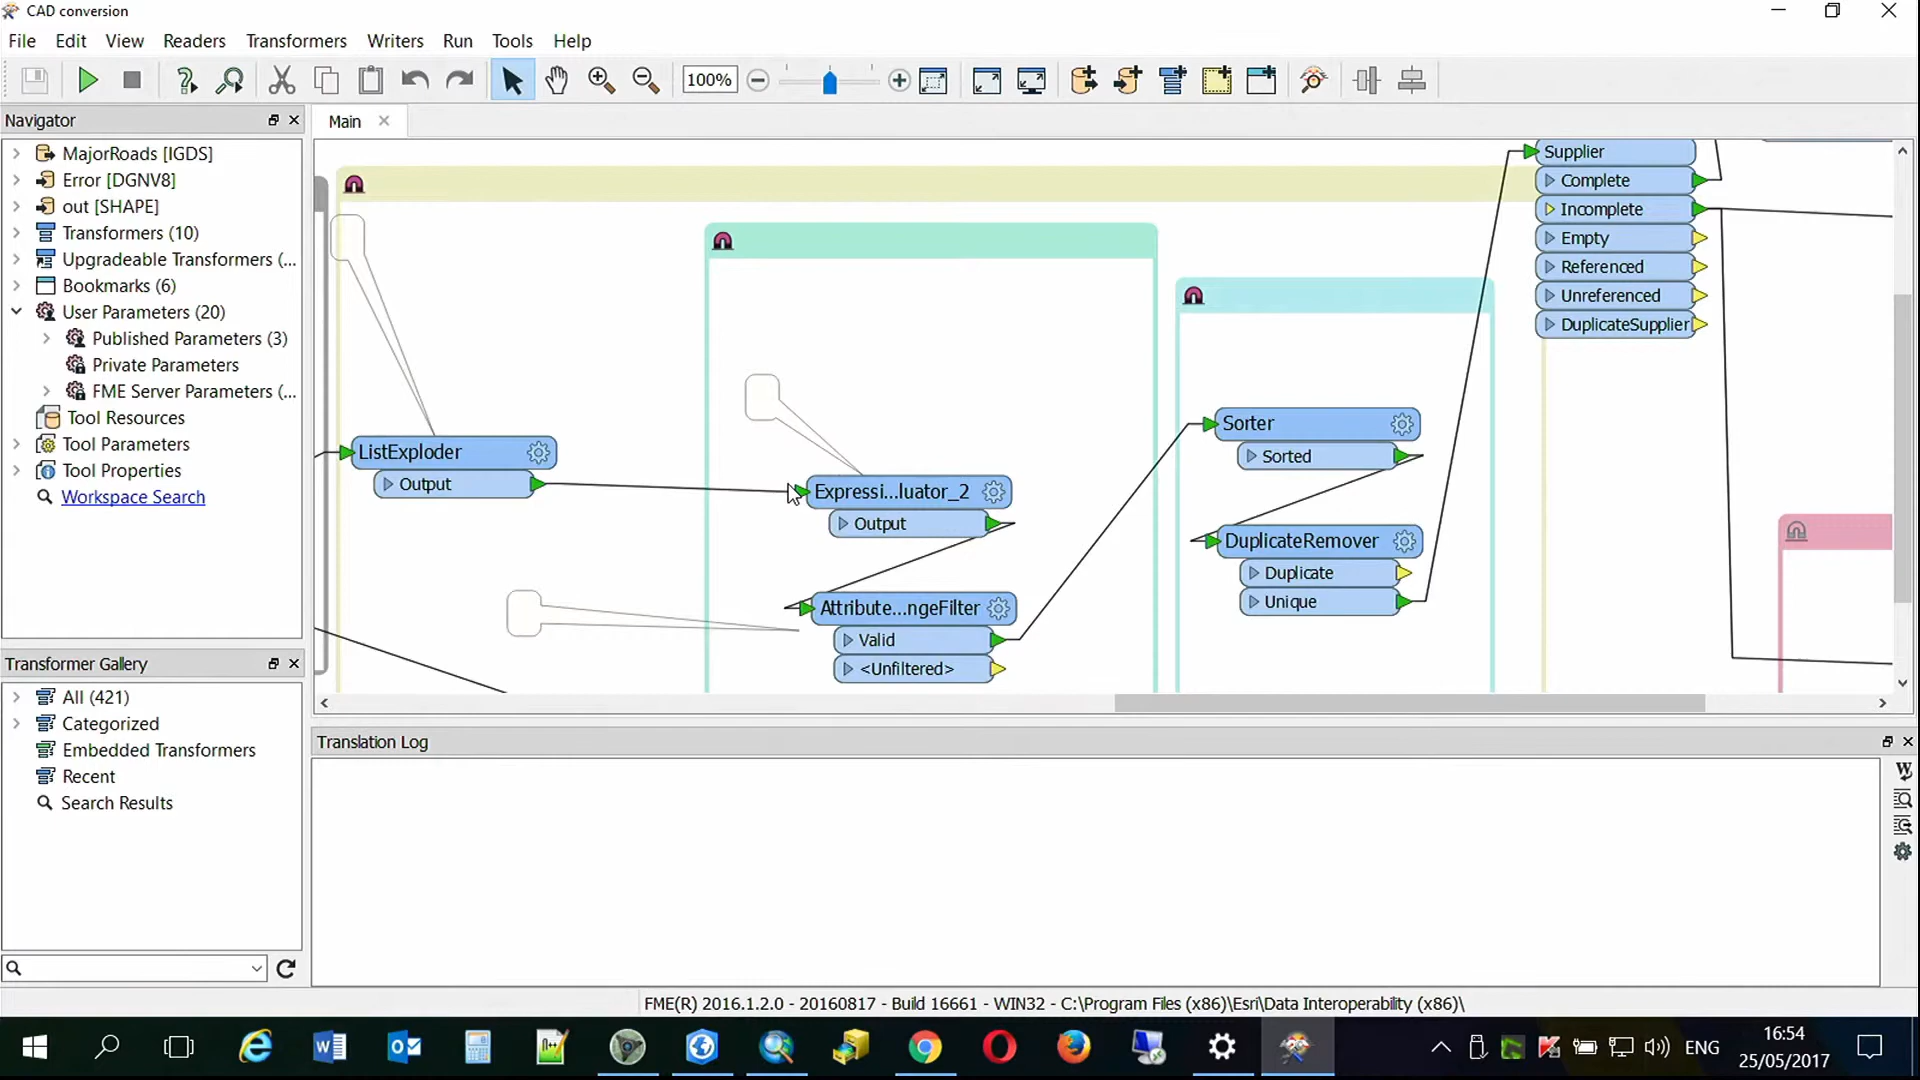 CAD conversion
File Edit View Readers Transformers Writers Run Tools Help
100%
Navigator
MajorRoads [IGDS]
Error [DGNV8]
out [SHAPE]
Transformers (10)
Upgradeable Transformers (...
Bookmarks (6)
User Parameters (20)
Published Parameters (3)
Private Parameters
FME Server Parameters (...
Tool Resources
Tool Parameters
Tool Properties
Workspace Search
Transformer Gallery
All (421)
Categorized
Embedded Transformers
Recent
Search Results
Main
ListExploder
Output
Expressi...luator_2
Output
Attribute...ngeFilter
Valid
<Unfiltered>
Sorter
Sorted
DuplicateRemover
Duplicate
Unique
Supplier
Complete
Incomplete
Empty
Referenced
Unreferenced
DuplicateSupplier
Translation Log
FME(R) 2016.1.2.0 - 20160817 - Build 16661 - WIN32 - C:\Program Files (x86)\Esri\Data Interoperability (x86)\
ENG
16:54
25/05/2017